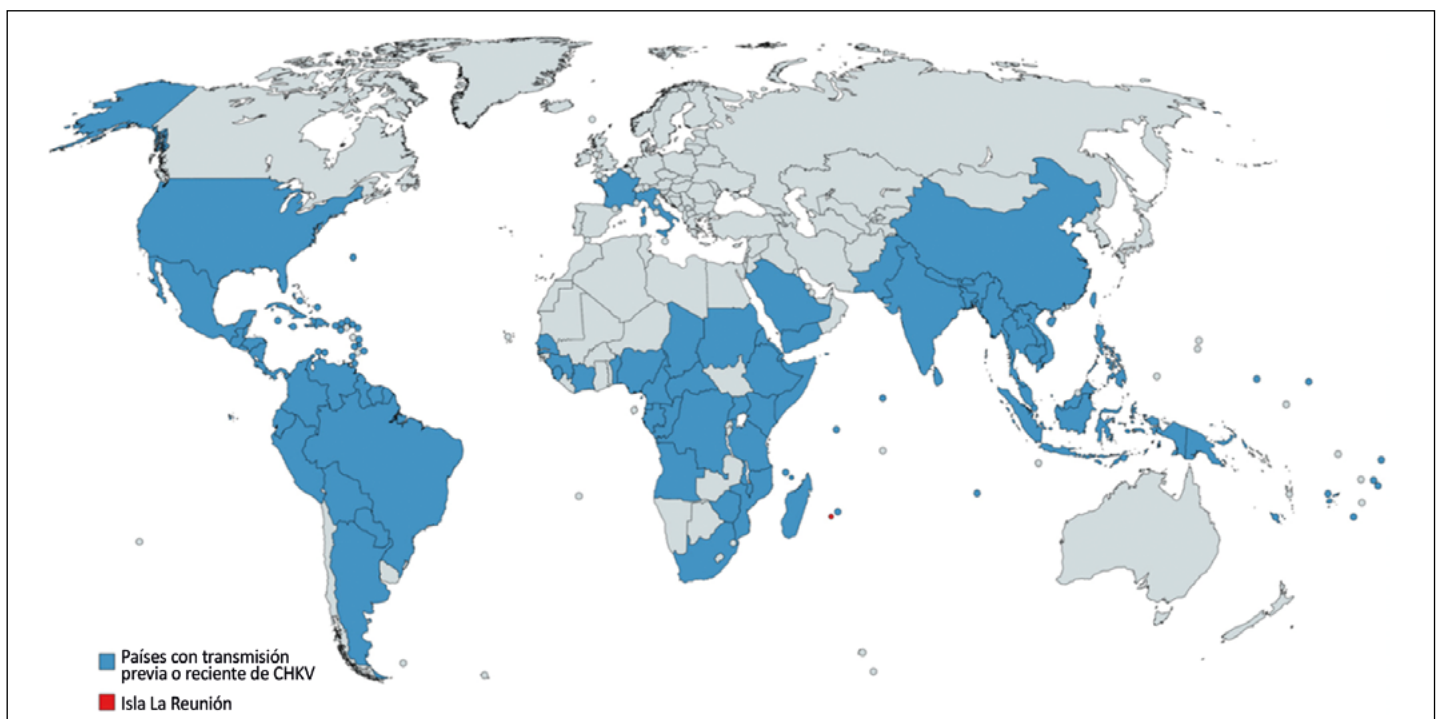 Países con transmisión
previa o reciente de CHKV
Isla La Reunión